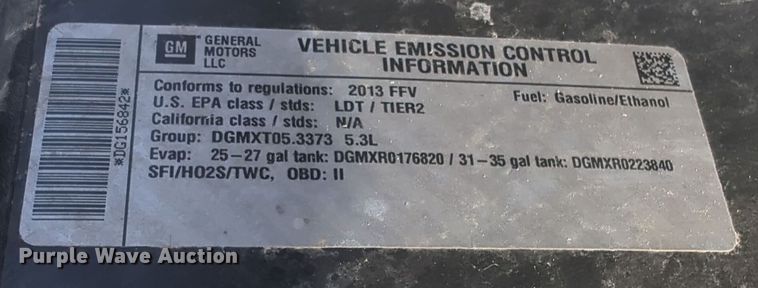 GM
GENERAL
MOTORS
LLC
VEHICLE EMISSION CONTROL
INFORMATION
Conforms to regulations: 2013 FFV
Fuel: Gasoline/Ethanol
U.S. EPA class / stds: LDT / TIER2
California class / stds: N/A
Group: DGMXT05.3373 5.3L
Evap: 25-27 gal tank: DGMXR0176820 / 31-35 gal tank: DGMXR0223840
SFI/HO2S/TWC, OBD: II
*DG156842*
Purple Wave Auction